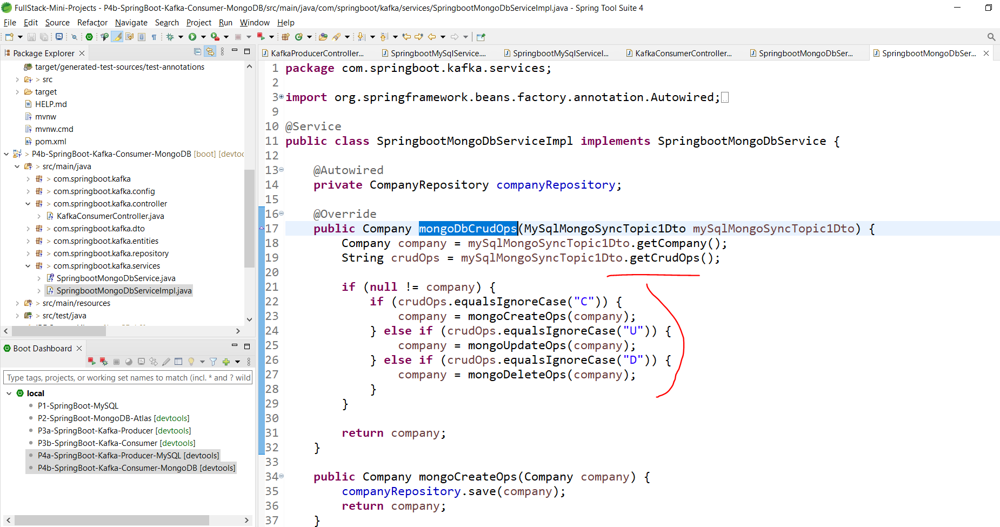 FullStack-Mini-Projects - P4b-SpringBoot-Kafka-Consumer-MongoDB/src/main/java/com/springboot/kafka/services/SpringbootMongoDbServiceImpl.java - Spring Tool Suite 4
File Edit Source Refactor Navigate Search Project Run Window Help
Package Explorer
target/generated-test-sources/test-annotations
> src
target
HELP.md
mvnw
mvnw.cmd
pom.xml
> P4b-SpringBoot-Kafka-Consumer-MongoDB [boot] [devtoo
> src/main/java
> com.springboot.kafka
> com.springboot.kafka.config
> com.springboot.kafka.controller
KafkaConsumerController.java
> com.springboot.kafka.dto
> com.springboot.kafka.entities
> com.springboot.kafka.repository
> com.springboot.kafka.services
SpringbootMongoDbService.java
SpringbootMongoDbServiceImpl.java
> src/main/resources
> src/test/java
Boot Dashboard
Type tags, projects, or working set names to match (incl. * and ? wild
local
P1-SpringBoot-MySQL
P2-SpringBoot-MongoDB-Atlas [devtools]
P3a-SpringBoot-Kafka-Producer [devtools]
P3b-SpringBoot-Kafka-Consumer [devtools]
P4a-SpringBoot-Kafka-Producer-MySQL [devtools]
P4b-SpringBoot-Kafka-Consumer-MongoDB [devtools]
KafkaProducerController... SpringbootMySqlService.... SpringbootMySqlServiceI... KafkaConsumerController... SpringbootMongoDbSer... SpringbootMongoDbSer...
1 package com.springboot.kafka.services;
2
3 import org.springframework.beans.factory.annotation.Autowired;
9
10 @Service
11 public class SpringbootMongoDbServiceImpl implements SpringbootMongoDbService {
12
13 @Autowired
14 private CompanyRepository companyRepository;
15
16 @Override
17 public Company mongoDbCrudOps(MySqlMongoSyncTopic1Dto mySqlMongoSyncTopic1Dto) {
18 Company company = mySqlMongoSyncTopic1Dto.getCompany();
19 String crudOps = mySqlMongoSyncTopic1Dto.getCrudOps();
20
21 if (null != company) {
22 if (crudOps.equalsIgnoreCase("C")) {
23 company = mongoCreateOps(company);
24 } else if (crudOps.equalsIgnoreCase("U")) {
25 company = mongoUpdateOps(company);
26 } else if (crudOps.equalsIgnoreCase("D")) {
27 company = mongoDeleteOps(company);
28 }
29 }
30
31 return company;
32 }
33
34 public Company mongoCreateOps(Company company) {
35 companyRepository.save(company);
36 return company;
37 }